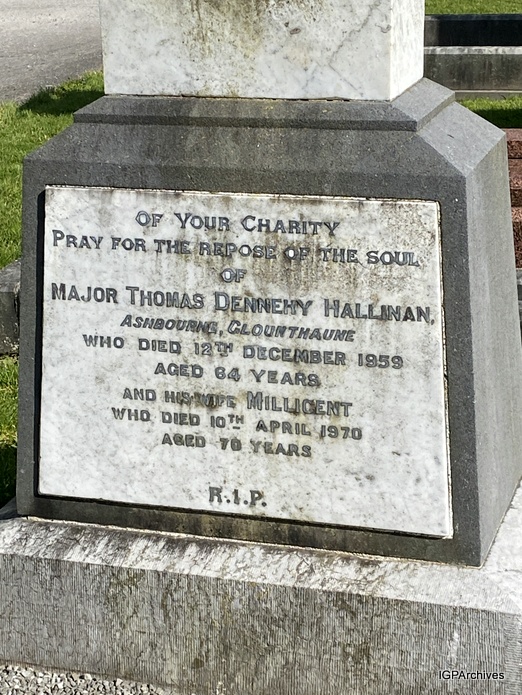 OF YOUR CHARITY
PRAY FOR THE REPOSE OF THE SOUL
OF
MAJOR THOMAS DENNEHY HALLINAN,
ASHBOURNE, GLOUNTHAUNE
WHO DIED 12TH DECEMBER 1959
AGED 64 YEARS
AND HIS WIFE MILLICENT
WHO DIED 10TH APRIL 1970
AGED 70 YEARS
R.I.P.
IGPArchives